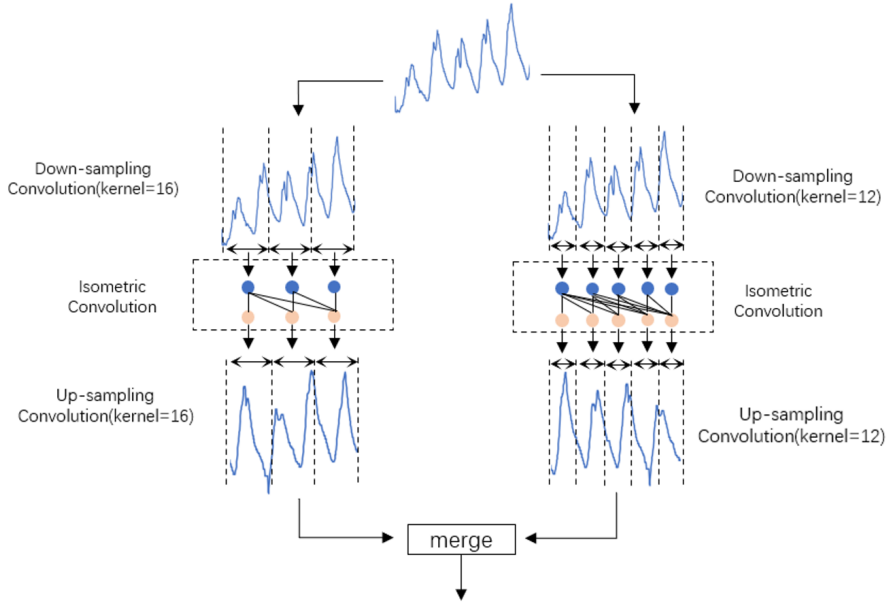 Down-sampling
Convolution(kernel=16)
Down-sampling
Convolution(kernel=12)
Isometric
Convolution
Isometric
Convolution
Up-sampling
Convolution(kernel=16)
Up-sampling
Convolution(kernel=12)
merge